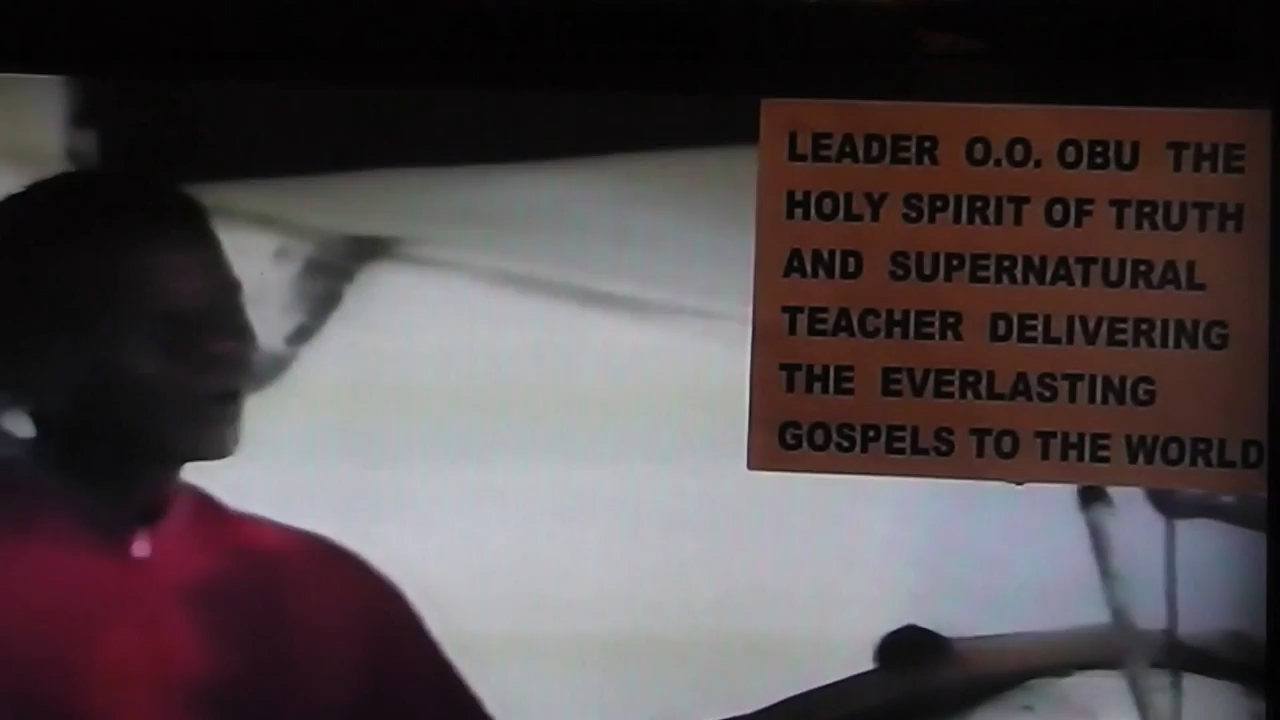 LEADER O.O. OBU THE
HOLY SPIRIT OF TRUTH
AND SUPERNATURAL
TEACHER DELIVERING
THE EVERLASTING
GOSPELS TO THE WORLD